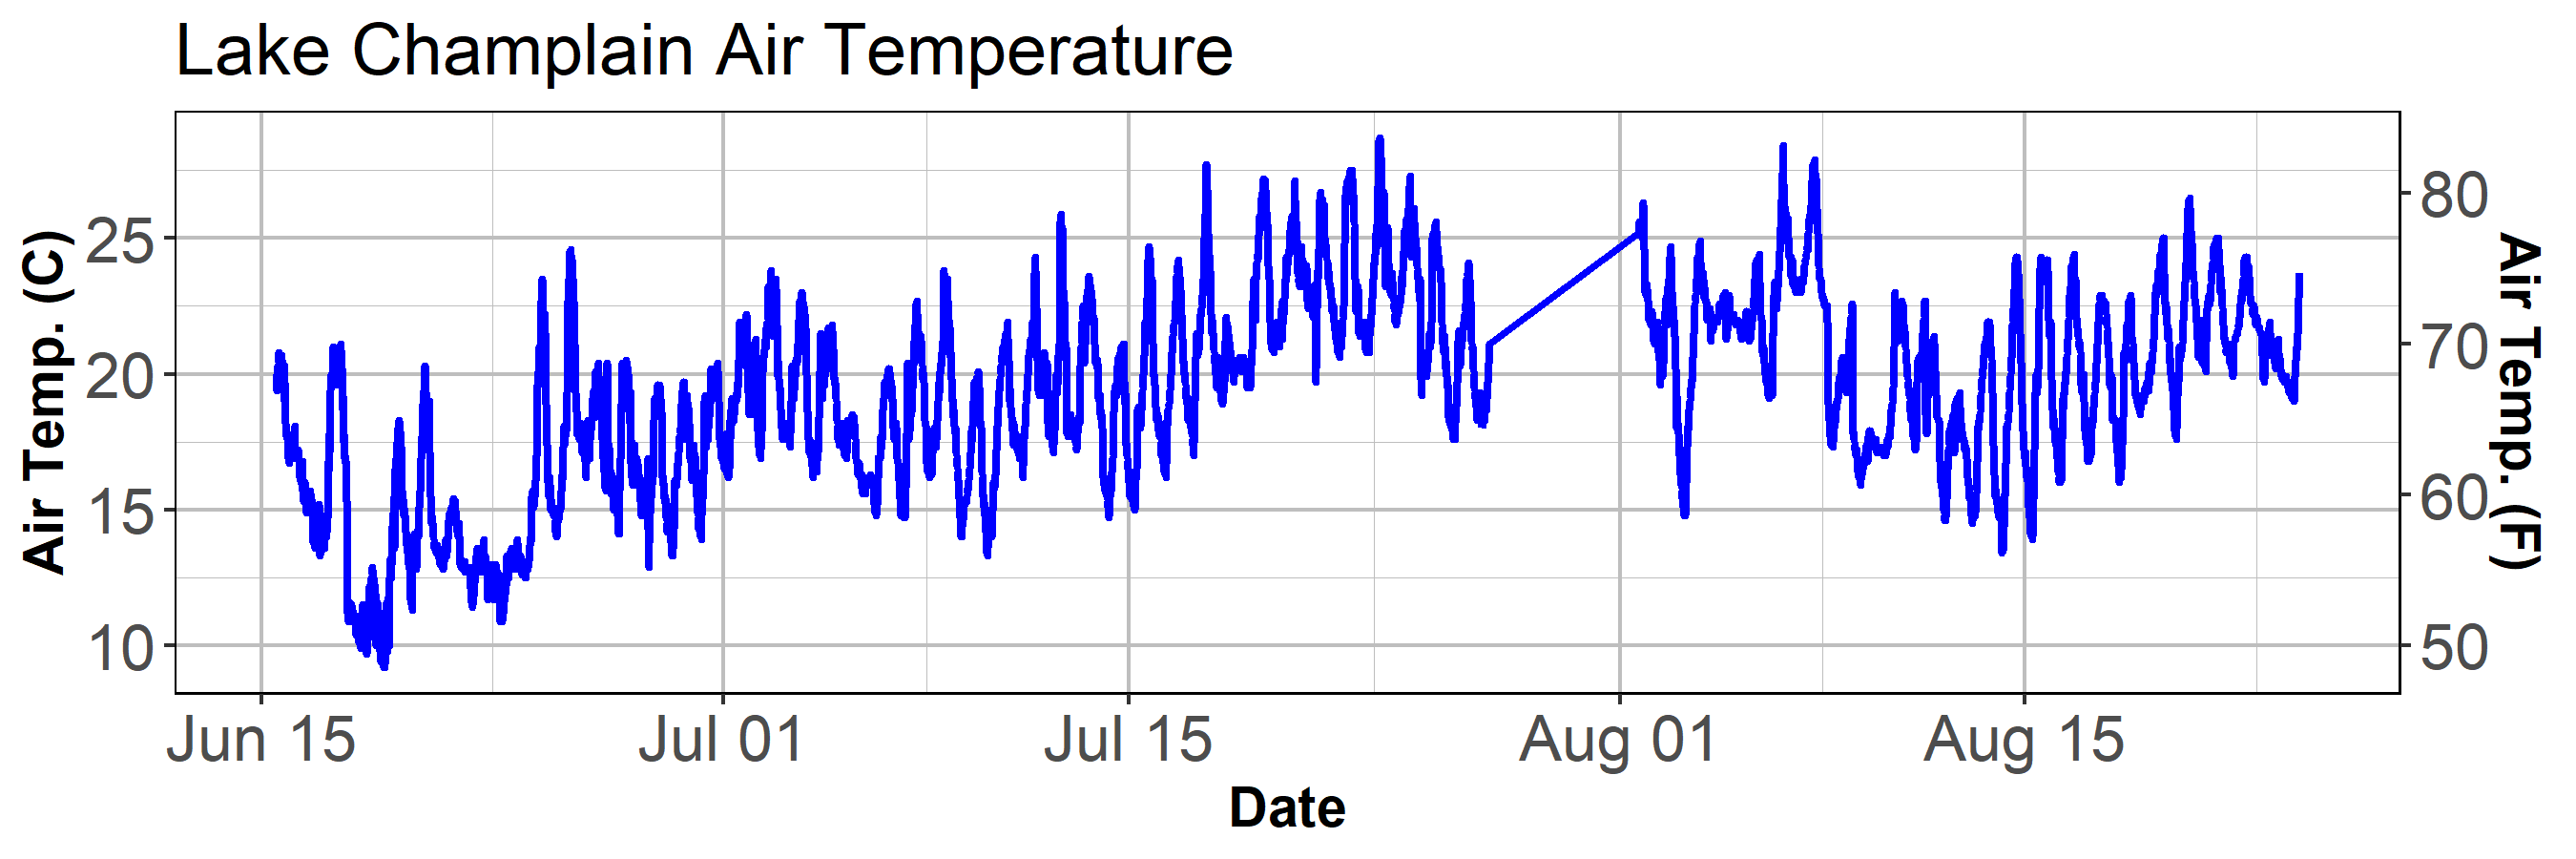 Lake Champlain Air Temperature
Air Temp. (C)
25
20
15
10
80
70
60
50
Air Temp. (F)
Jun 15 Jul 01 Jul 15 Aug 01 Aug 15
Date